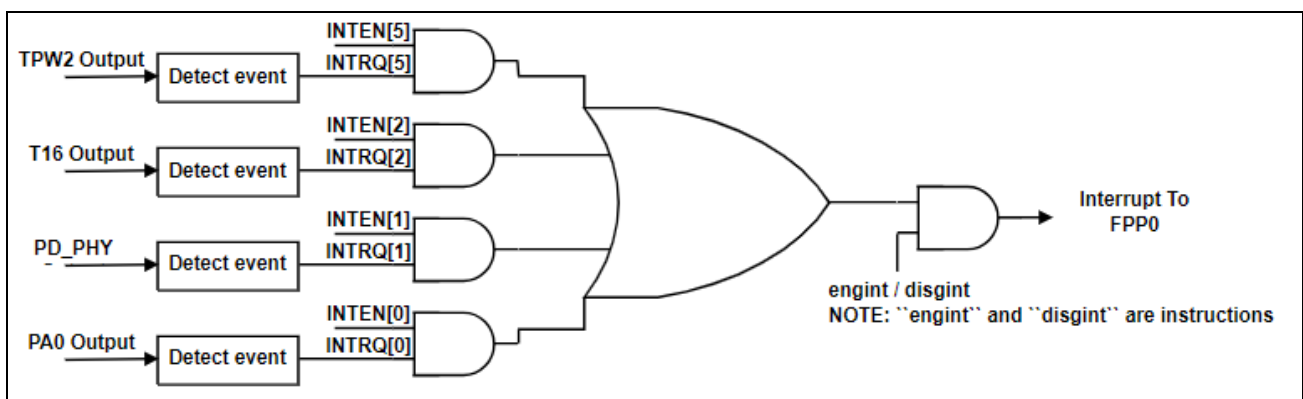 INTEN[5]
TPW2 Output
Detect event
INTRQ[5]
INTEN[2]
T16 Output
Detect event
INTRQ[2]
INTEN[1]
PD_PHY
Detect event
INTRQ[1]
INTEN[0]
PA0 Output
Detect event
INTRQ[0]
Interrupt To
FPP0
engint / disgint
NOTE: ``engint`` and ``disgint`` are instructions